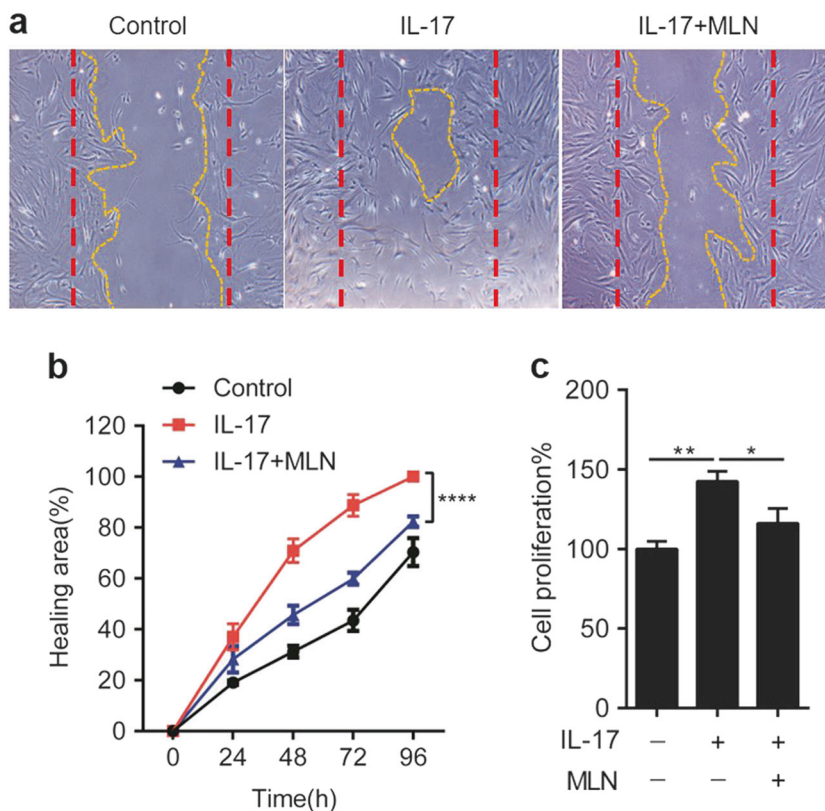 a
Control IL-17 IL-17+MLN
b
Control
IL-17
IL-17+MLN
120
100
80
60
40
20
0
Healing area(%)
****
0 24 48 72 96
Time(h)
c
200
150
100
50
0
Cell proliferation%
** *
IL-17 – + +
MLN – – +